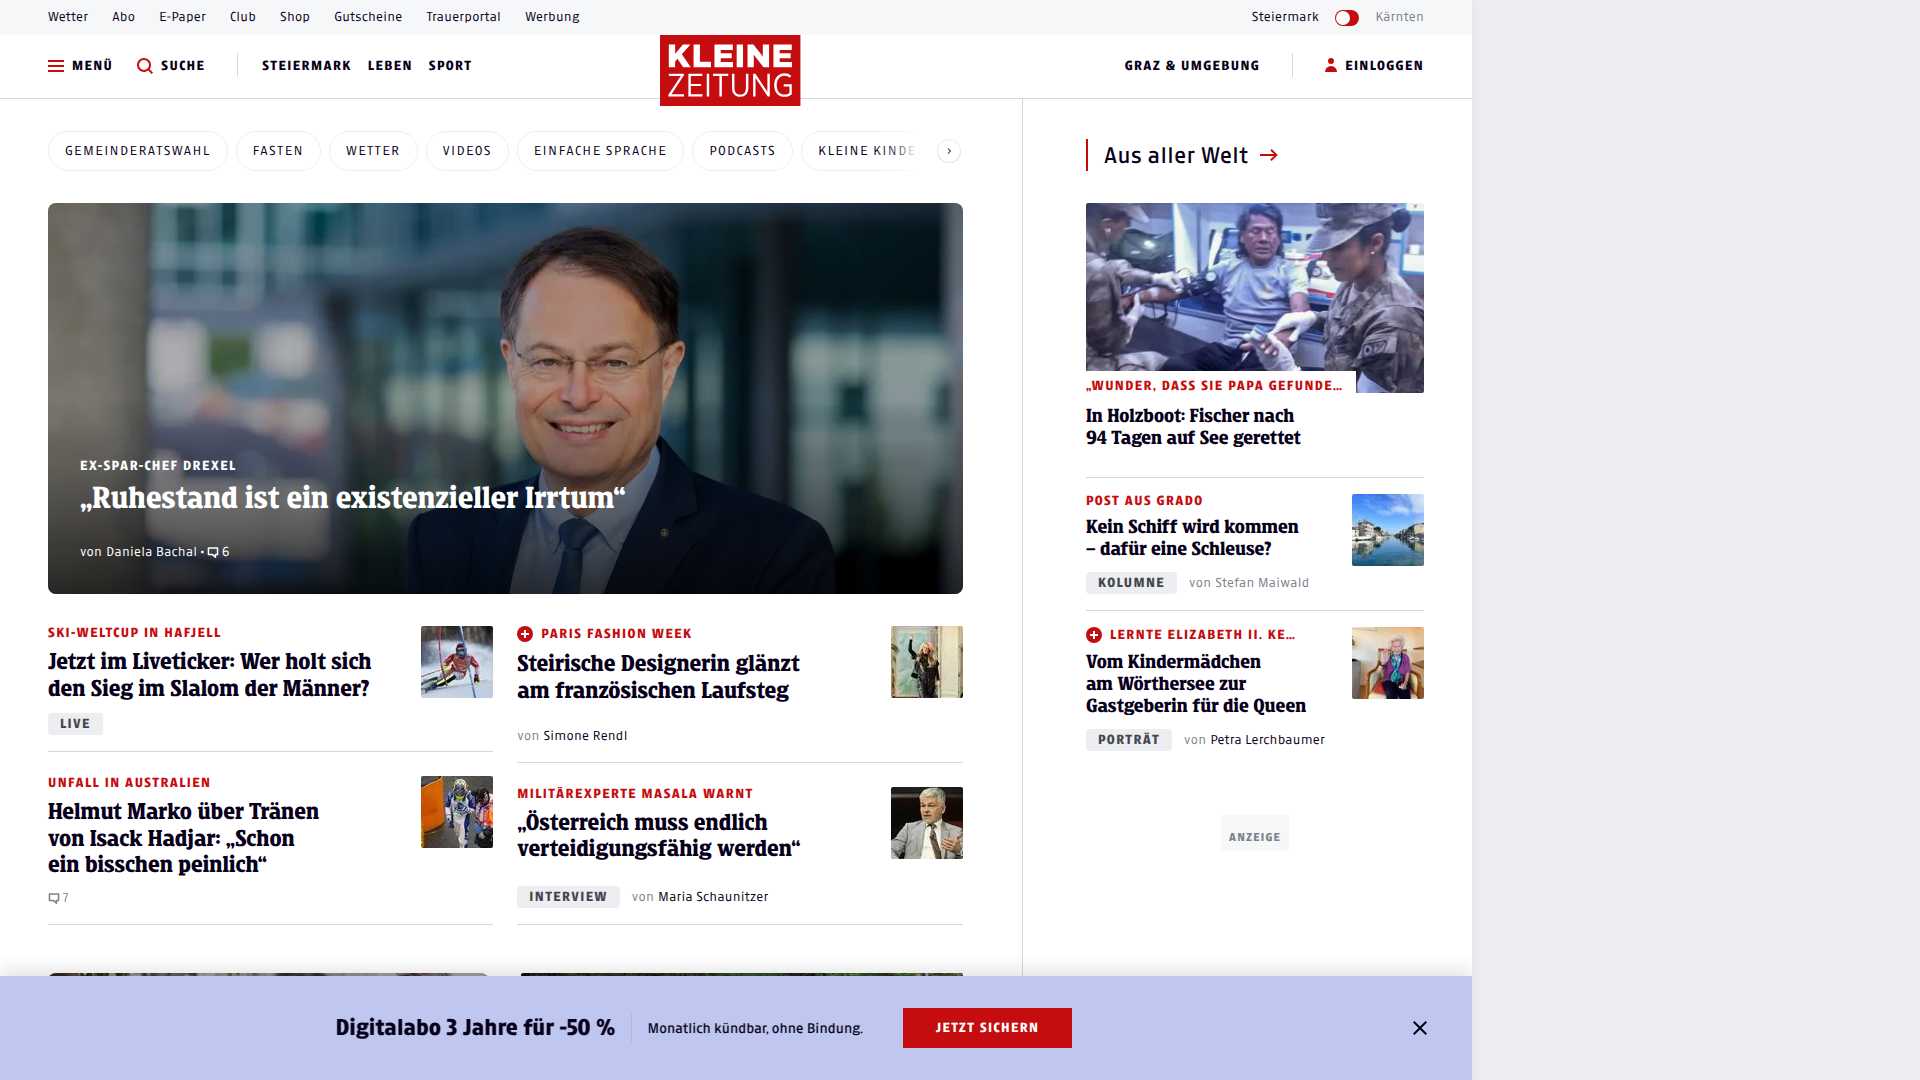 Wetter Abo E-Paper Club Shop Gutscheine Trauerportal Werbung Steiermark Kärnten
MENÜ SUCHE STEIERMARK LEBEN SPORT KLEINE ZEITUNG GRAZ & UMGEBUNG EINLOGGEN
GEMEINDERATSWAHL FASTEN WETTER VIDEOS EINFACHE SPRACHE PODCASTS KLEINE KINDE
EX-SPAR-CHEF DREXEL
„Ruhestand ist ein existenzieller Irrtum“
von Daniela Bachal • 6
SKI-WELTCUP IN HAFJELL
Jetzt im Liveticker: Wer holt sich
den Sieg im Slalom der Männer?
LIVE
UNFALL IN AUSTRALIEN
Helmut Marko über Tränen
von Isack Hadjar: „Schon
ein bisschen peinlich“
7
PARIS FASHION WEEK
Steirische Designerin glänzt
am französischen Laufsteg
von Simone Rendl
MILITÄREXPERTE MASALA WARNT
„Österreich muss endlich
verteidigungsfähig werden“
INTERVIEW von Maria Schaunitzer
Aus aller Welt
„WUNDER, DASS SIE PAPA GEFUNDE...
In Holzboot: Fischer nach
94 Tagen auf See gerettet
POST AUS GRADO
Kein Schiff wird kommen
– dafür eine Schleuse?
KOLUMNE von Stefan Maiwald
LERNTE ELIZABETH II. KE...
Vom Kindermädchen
am Wörthersee zur
Gastgeberin für die Queen
PORTRÄT von Petra Lerchbaumer
ANZEIGE
Digitalabo 3 Jahre für -50 % Monatlich kündbar, ohne Bindung. JETZT SICHERN